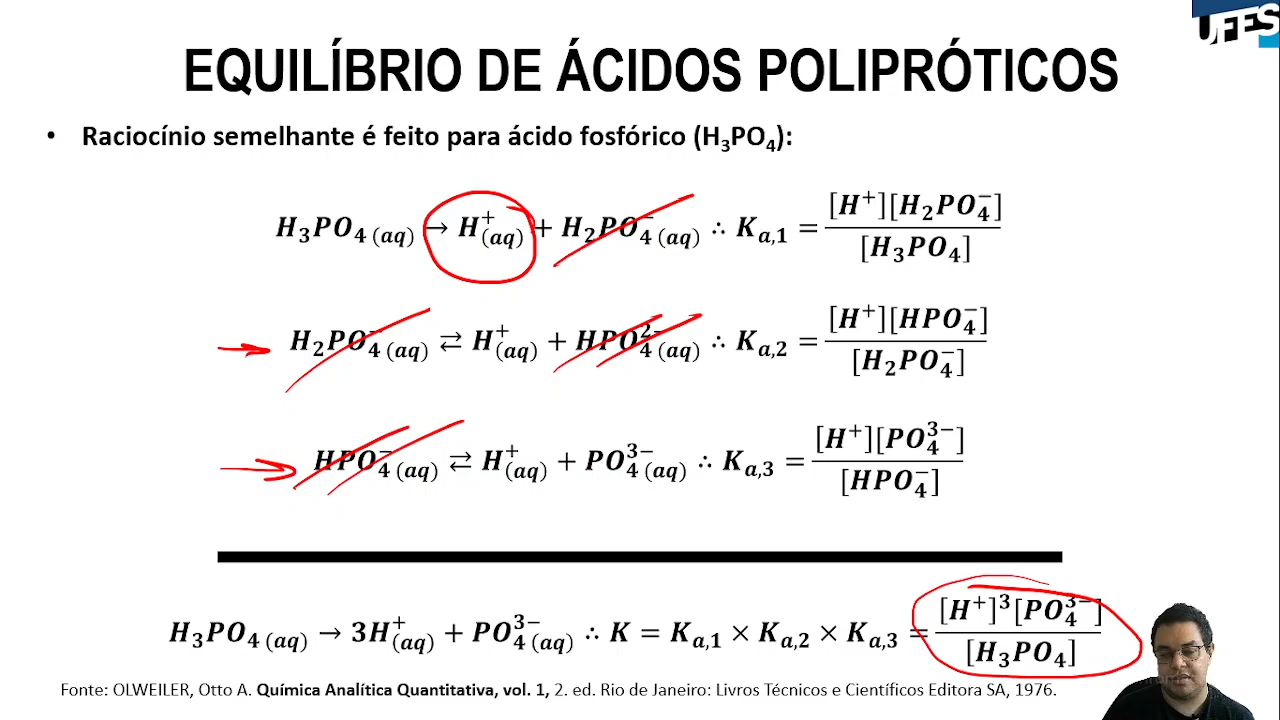 UFES
EQUILÍBRIO DE ÁCIDOS POLIPRÓTICOS
• Raciocínio semelhante é feito para ácido fosfórico (H₃PO₄):
H₃PO₄ (aq) → H⁺(aq) + H₂PO₄⁻ (aq) ∴ Kₐ,₁ = [H⁺][H₂PO₄⁻] / [H₃PO₄]
H₂PO₄⁻ (aq) ⇄ H⁺(aq) + HPO₄²⁻ (aq) ∴ Kₐ,₂ = [H⁺][HPO₄⁻] / [H₂PO₄⁻]
HPO₄⁻ (aq) ⇄ H⁺(aq) + PO₄³⁻ (aq) ∴ Kₐ,₃ = [H⁺][PO₄³⁻] / [HPO₄⁻]
H₃PO₄ (aq) → 3H⁺(aq) + PO₄³⁻ (aq) ∴ K = Kₐ,₁ × Kₐ,₂ × Kₐ,₃ = [H⁺]³[PO₄³⁻] / [H₃PO₄]
Fonte: OLWEILER, Otto A. Química Analítica Quantitativa, vol. 1, 2. ed. Rio de Janeiro: Livros Técnicos e Científicos Editora SA, 1976.